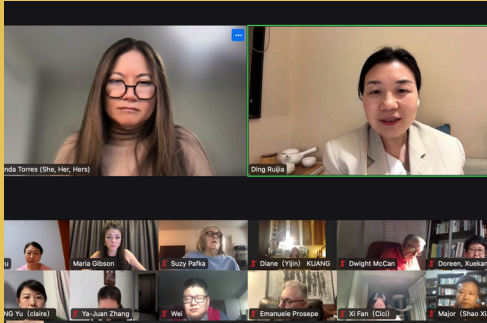 nda Torres (She, Her, Hers)
Ding Ruijia
u
Maria Gibson
Suzy Pafka
Diane (Yijin) KUANG
Dwight McCan
Doreen, Xuekar
NG Yu (claire)
Ya-Juan Zhang
Wei
Emanuele Prosepe
Xi Fan (Cici)
Major (Shao Xi